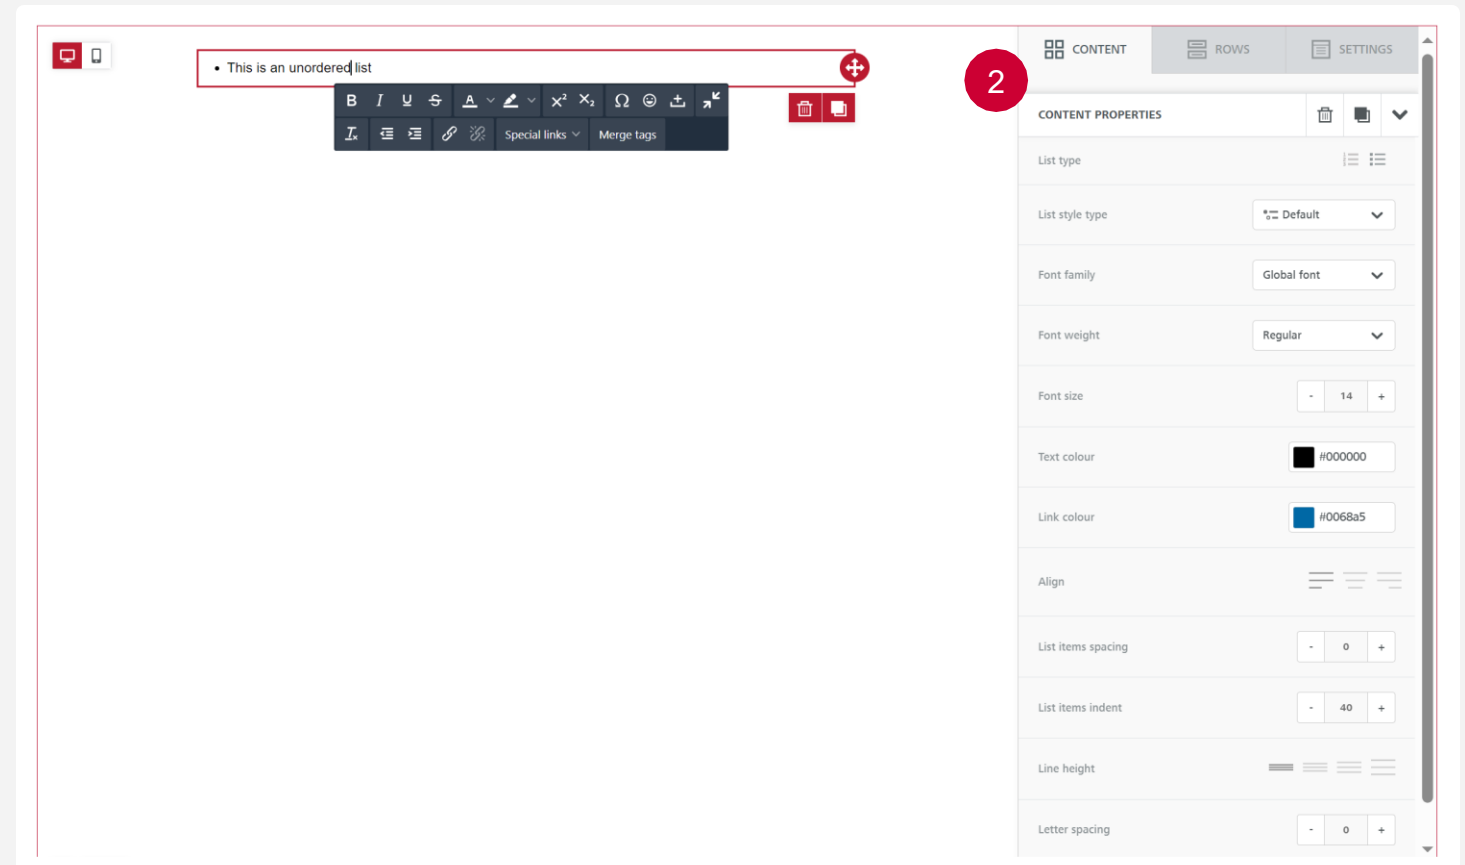 • This is an unordered list
B I U S A X² X₂ Ω
Tx Special links Merge tags
2
CONTENT ROWS SETTINGS
CONTENT PROPERTIES
List type
List style type Default
Font family Global font
Font weight Regular
Font size - 14 +
Text colour #000000
Link colour #0068a5
Align
List items spacing - 0 +
List items indent - 40 +
Line height
Letter spacing - 0 +